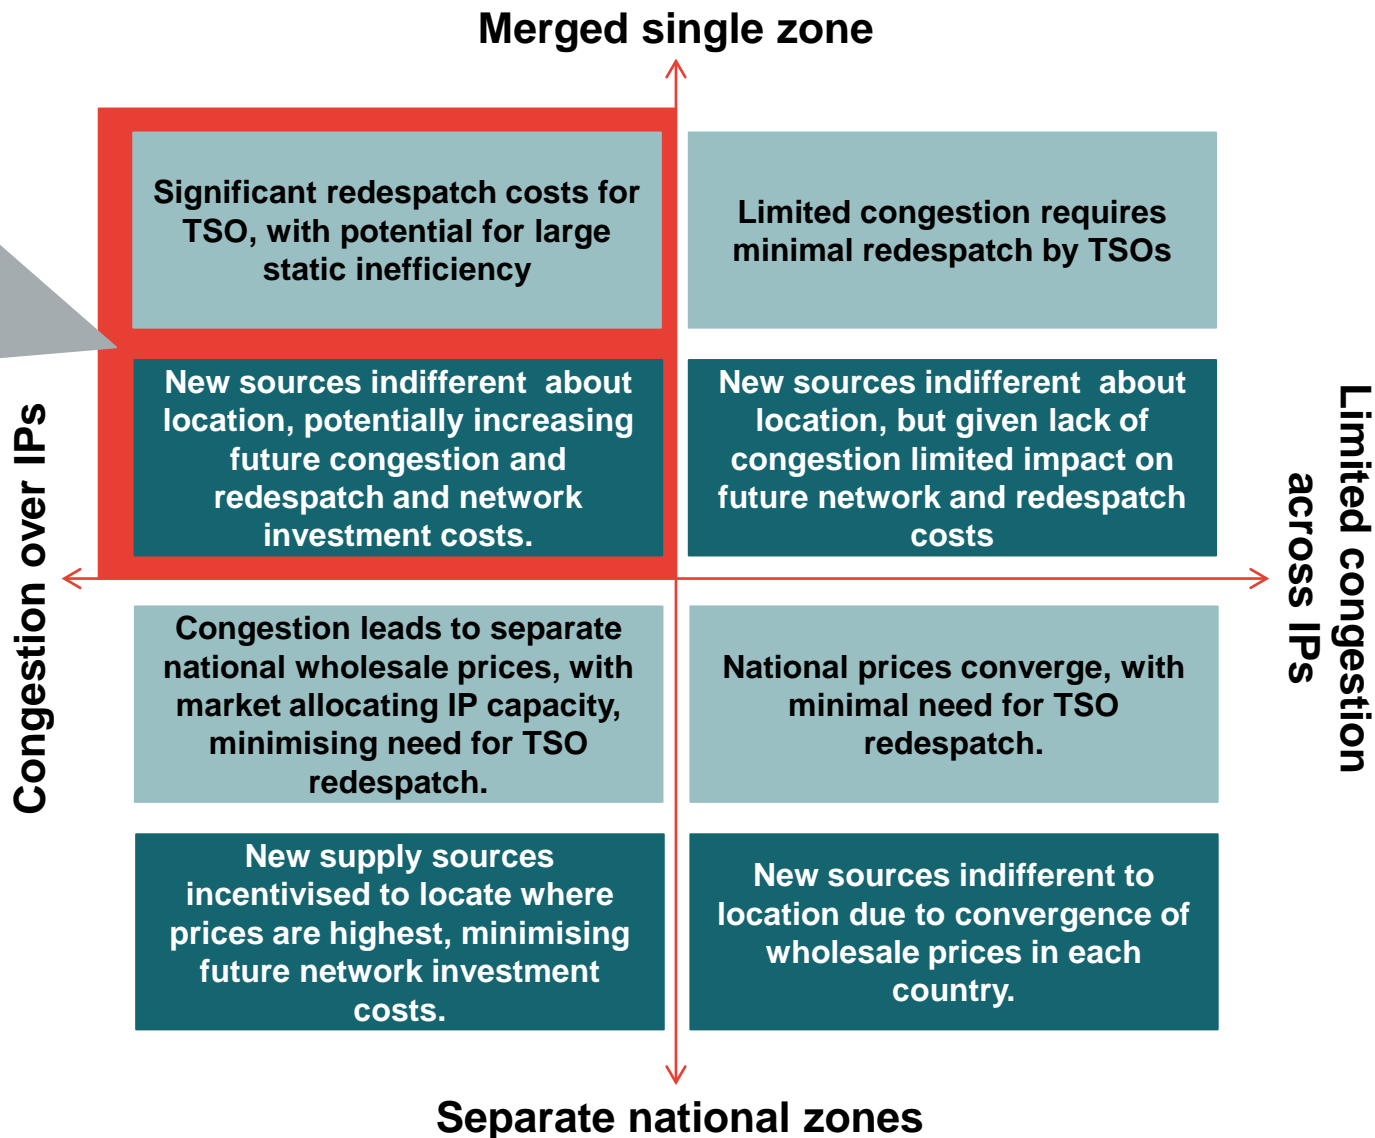 Merged single zone
Significant redespatch costs for
TSO, with potential for large
static inefficiency
Limited congestion requires
minimal redespatch by TSOs
New sources indifferent  about
location, potentially increasing
future congestion and
redespatch and network
investment costs.
New sources indifferent  about
location, but given lack of
congestion limited impact on
future network and redespatch
costs
Congestion over IPs
Limited congestion
across IPs
Congestion leads to separate
national wholesale prices, with
market allocating IP capacity,
minimising need for TSO
redespatch.
National prices converge, with
minimal need for TSO
redespatch.
New supply sources
incentivised to locate where
prices are highest, minimising
future network investment
costs.
New sources indifferent to
location due to convergence of
wholesale prices in each
country.
Separate national zones